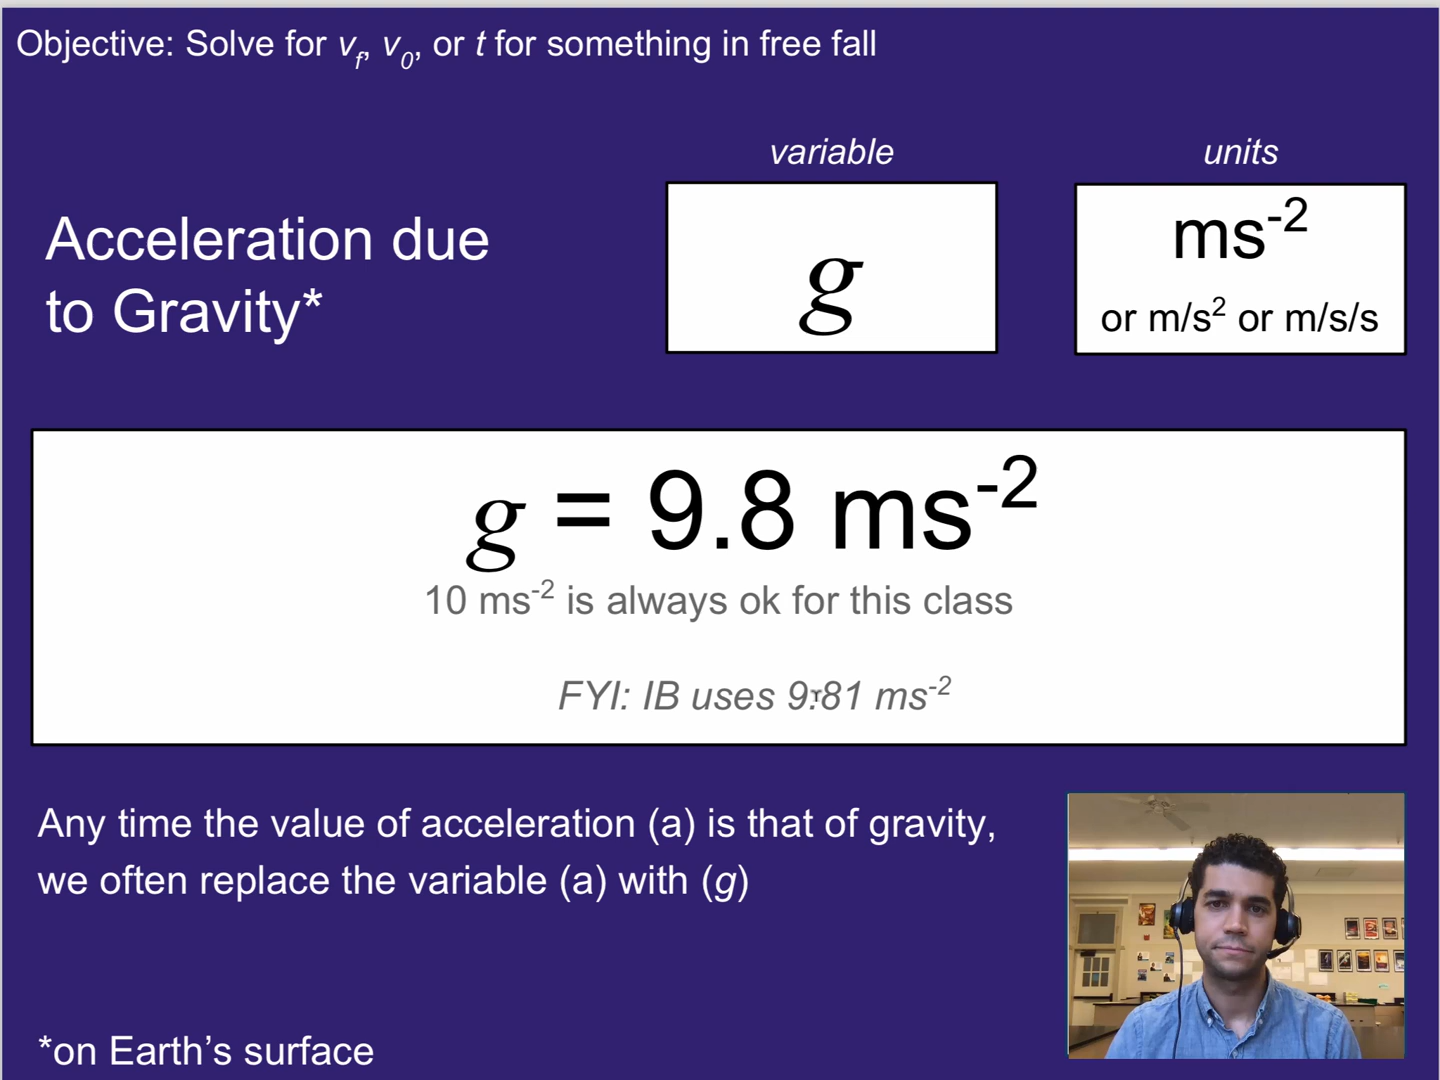 Objective: Solve for v_f, v_0, or t for something in free fall
variable
units
Acceleration due
to Gravity*
g
ms⁻²
or m/s² or m/s/s
g = 9.8 ms⁻²
10 ms⁻² is always ok for this class
FYI: IB uses 9.81 ms⁻²
Any time the value of acceleration (a) is that of gravity,
we often replace the variable (a) with (g)
*on Earth’s surface